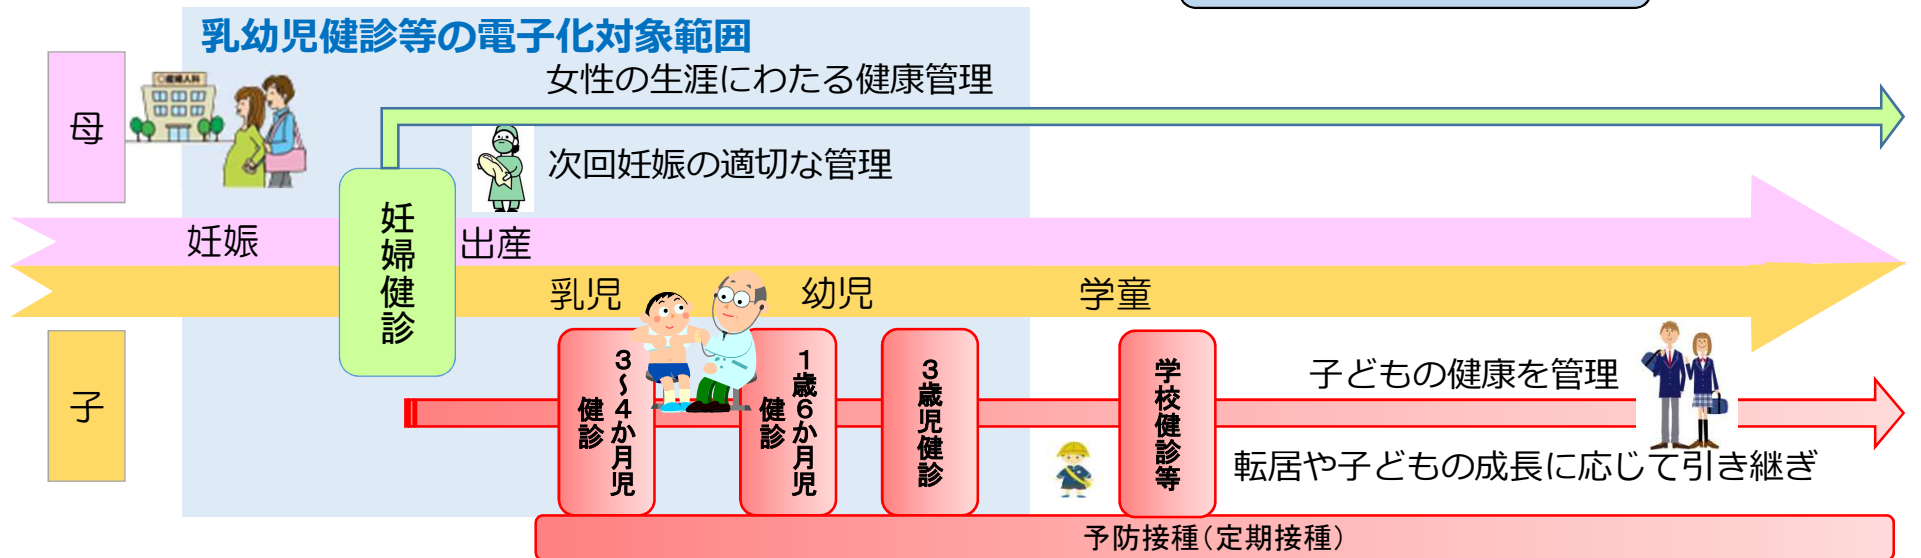 乳幼児健診等の電子化対象範囲
女性の生涯にわたる健康管理
母
産婦人科
次回妊娠の適切な管理
妊婦健診
妊娠
出産
乳児
幼児
学童
子
3~4か月児
健診
1歳6か月児
健診
3歳児健診
学校健診等
子どもの健康を管理
転居や子どもの成長に応じて引き継ぎ
予防接種(定期接種)